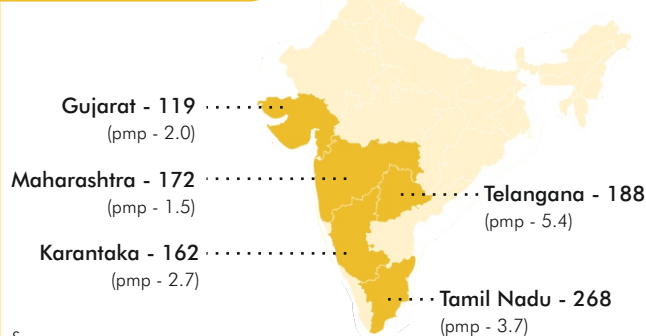 Gujarat - 119
(pmp - 2.0)
Maharashtra - 172
(pmp - 1.5)
Telangana - 188
(pmp - 5.4)
Karantaka - 162
(pmp - 2.7)
Tamil Nadu - 268
(pmp - 3.7)